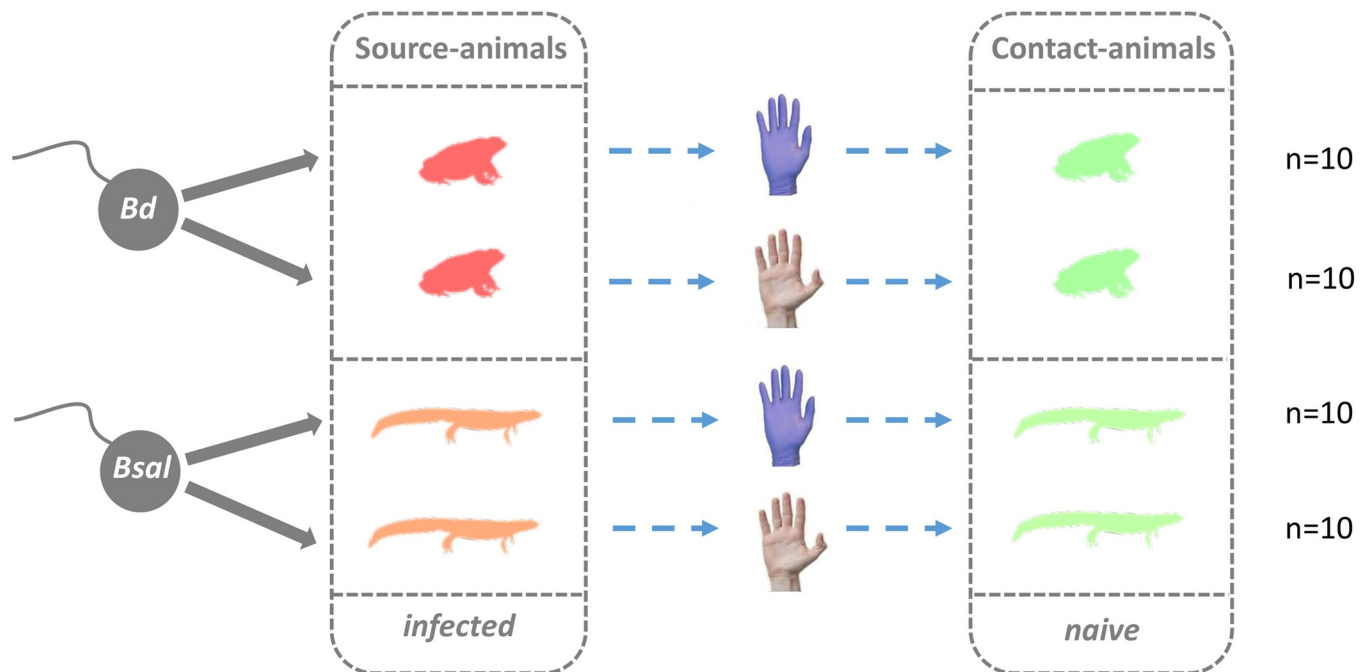 Source-animals
Contact-animals
Bd
n=10
n=10
Bsal
n=10
n=10
infected
naive